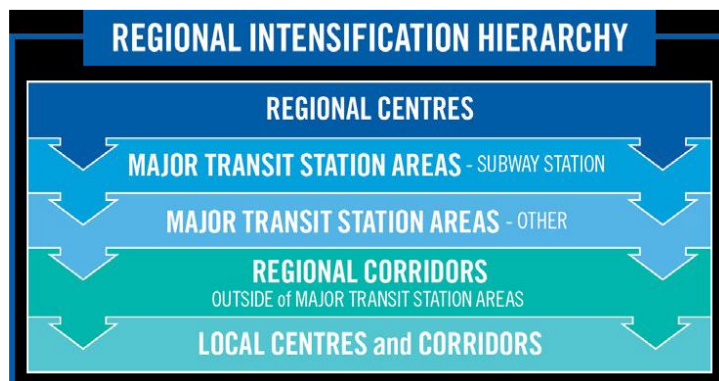 REGIONAL INTENSIFICATION HIERARCHY
REGIONAL CENTRES
MAJOR TRANSIT STATION AREAS - SUBWAY STATION
MAJOR TRANSIT STATION AREAS - OTHER
REGIONAL CORRIDORS
OUTSIDE of MAJOR TRANSIT STATION AREAS
LOCAL CENTRES and CORRIDORS